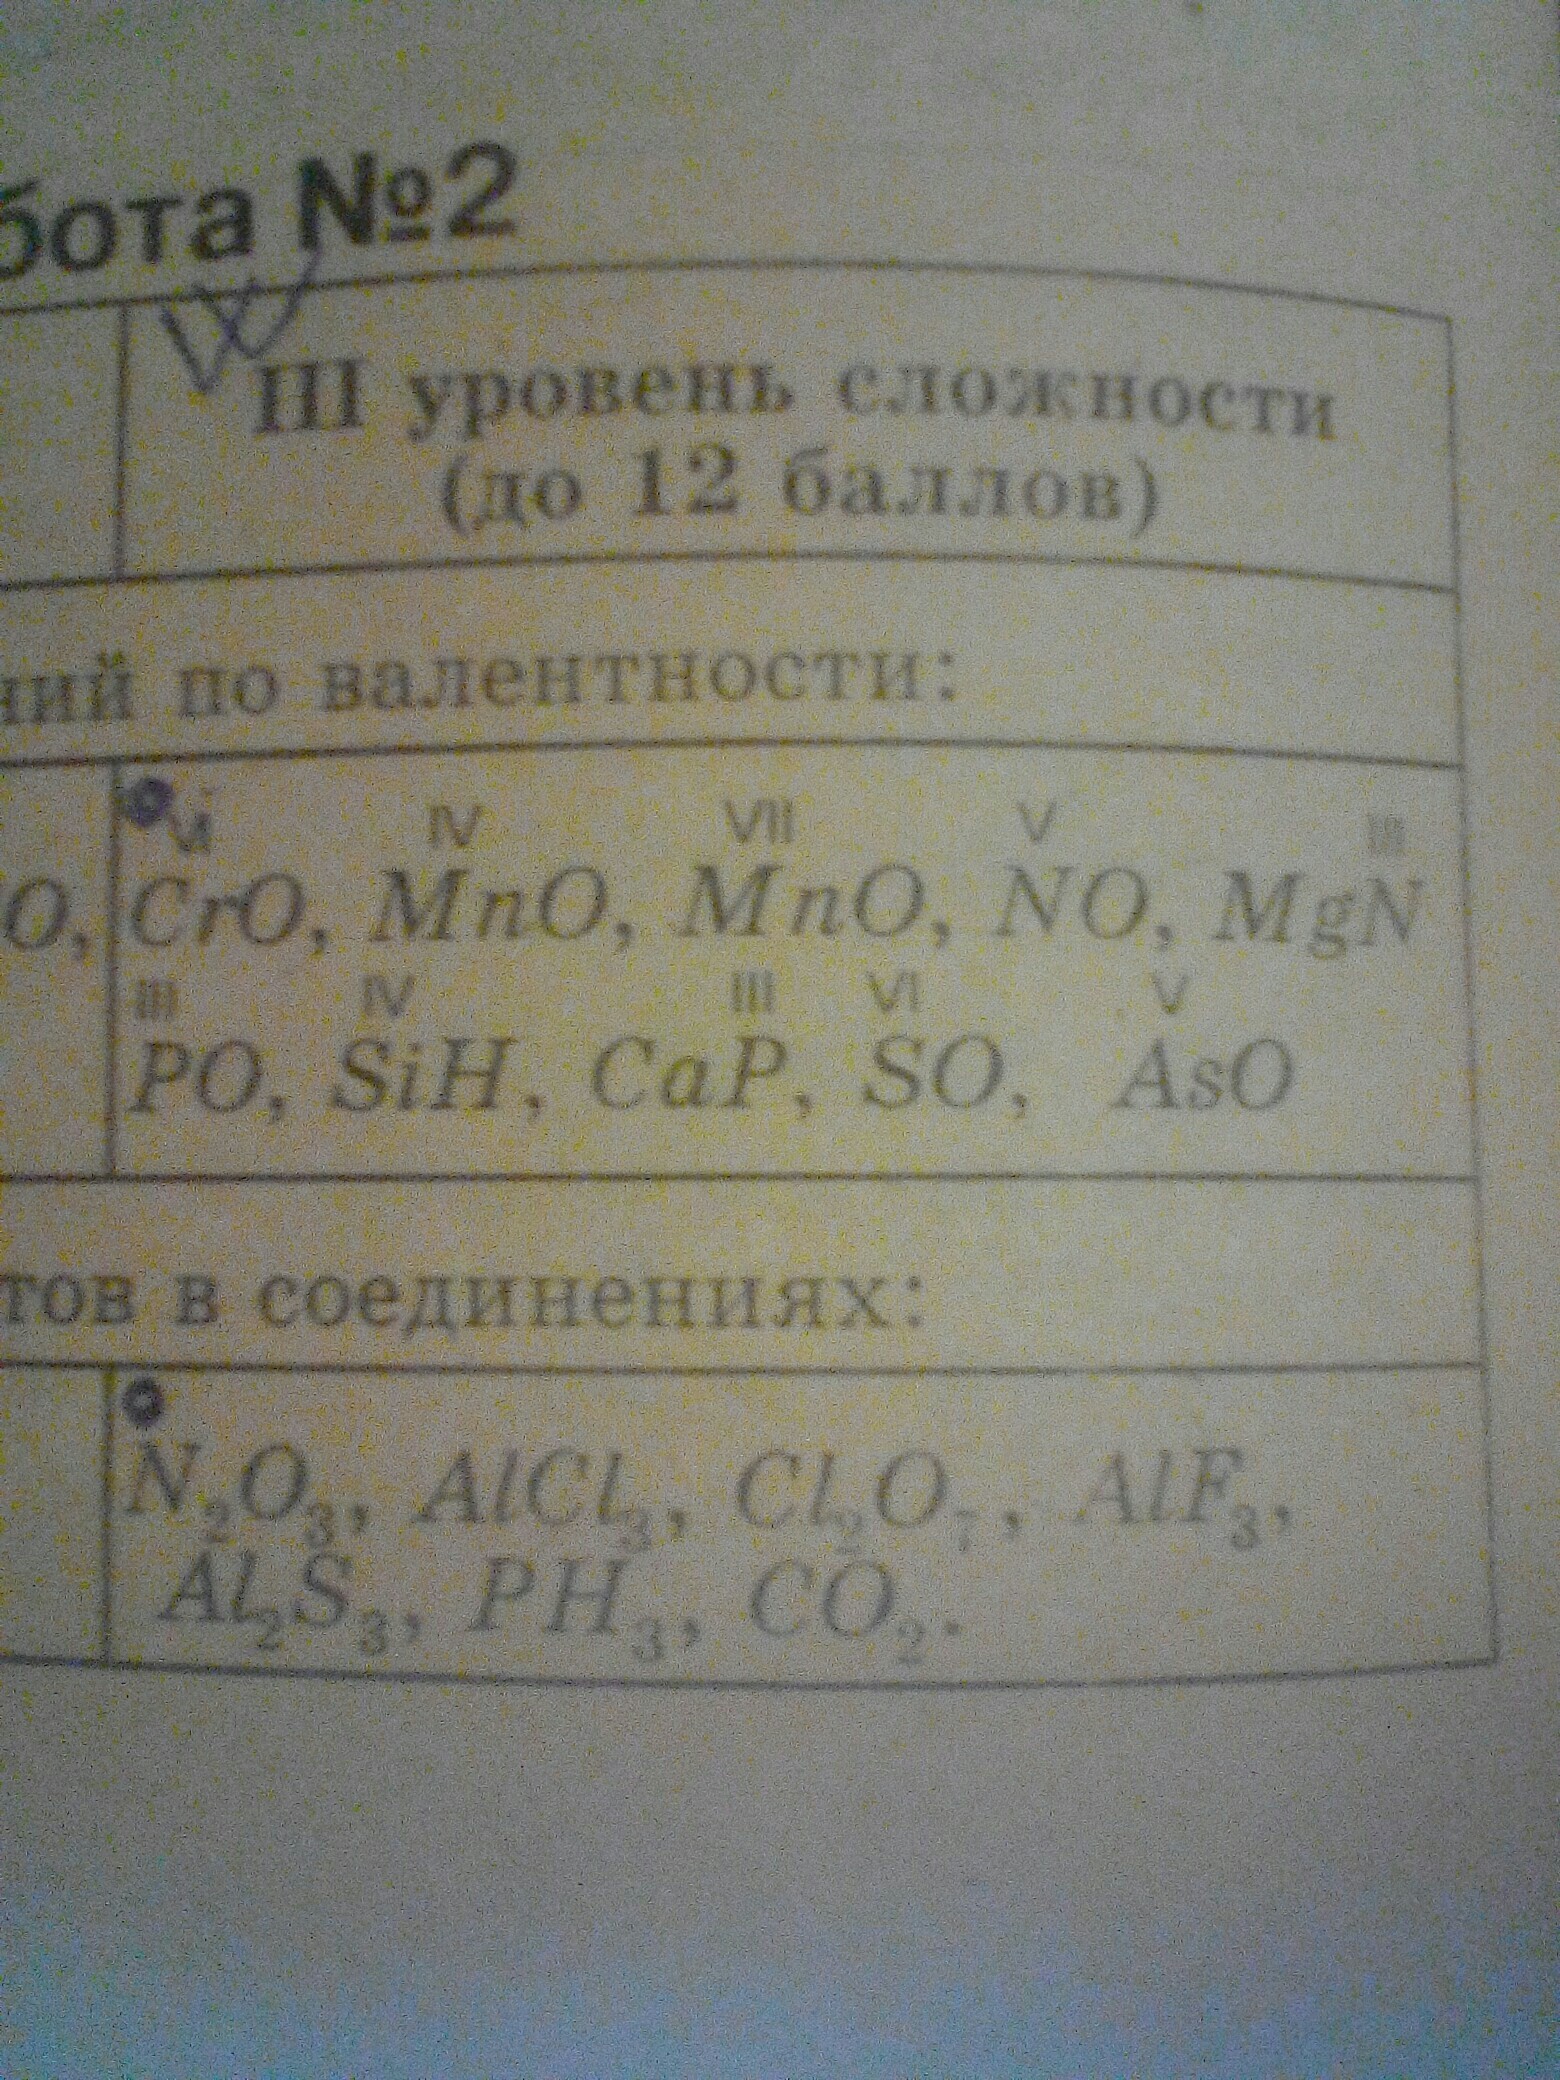 бота №2
III уровень сложности
(до 12 баллов)
ний по валентности:
VI IV VII V III
O, CrO, MnO, MnO, NO, MgN
III IV III VI V
PO, SiH, CaP, SO, AsO
тов в соединениях:
N₂O₃, AlCl₃, Cl₂O₇, AlF₃,
Al₂S₃, PH₃, CO₂.